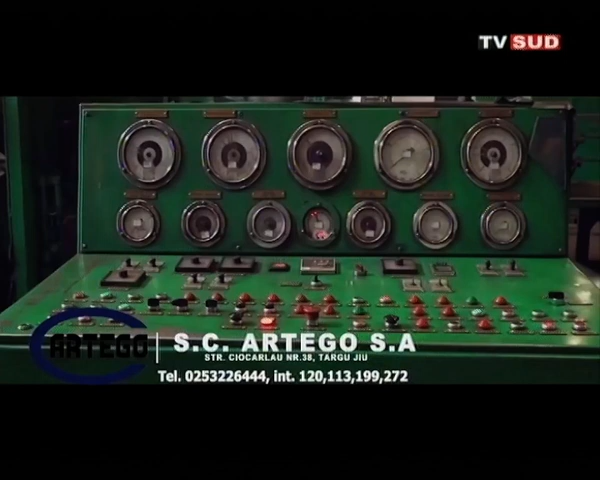 TV SUD
ARTEGO
S.C. ARTEGO S.A
STR. CIOCARLAU NR.38, TARGU JIU
Tel. 0253226444, int. 120,113,199,272